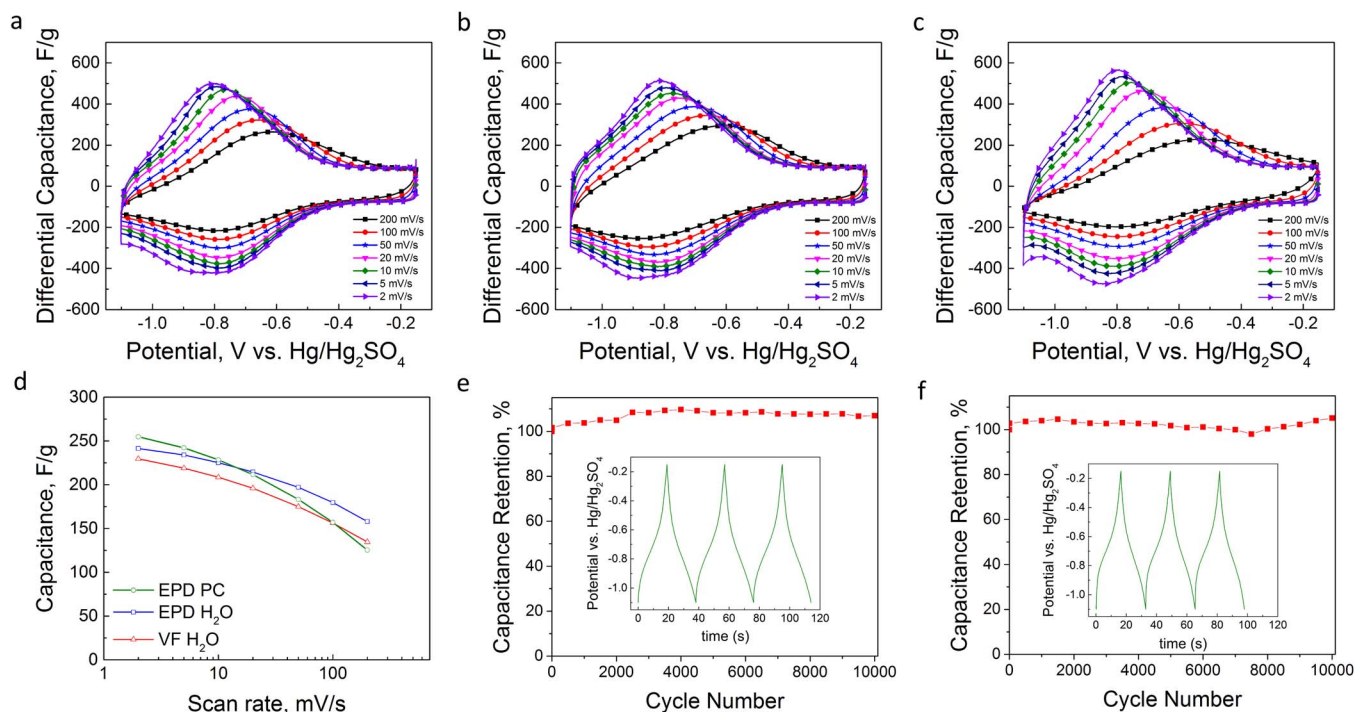 a
Differential Capacitance, F/g
600
400
200
0
-200
-400
-600
200 mV/s
100 mV/s
50 mV/s
20 mV/s
10 mV/s
5 mV/s
2 mV/s
-1.0
-0.8
-0.6
-0.4
-0.2
Potential, V vs. Hg/Hg₂SO₄
b
Differential Capacitance, F/g
600
400
200
0
-200
-400
-600
200 mV/s
100 mV/s
50 mV/s
20 mV/s
10 mV/s
5 mV/s
2 mV/s
-1.0
-0.8
-0.6
-0.4
-0.2
Potential, V vs. Hg/Hg₂SO₄
c
Differential Capacitance, F/g
600
400
200
0
-200
-400
-600
200 mV/s
100 mV/s
50 mV/s
20 mV/s
10 mV/s
5 mV/s
2 mV/s
-1.0
-0.8
-0.6
-0.4
-0.2
Potential, V vs. Hg/Hg₂SO₄
d
Capacitance, F/g
300
250
200
150
100
50
0
EPD PC
EPD H₂O
VF H₂O
1
10
100
Scan rate, mV/s
e
Capacitance Retention, %
100
80
60
40
20
0
Potential vs. Hg/Hg₂SO₄
-0.2
-0.4
-0.6
-0.8
-1.0
0
20
40
60
80
100
120
time (s)
0
2000
4000
6000
8000
10000
Cycle Number
f
Capacitance Retention, %
100
80
60
40
20
0
Potential vs. Hg/Hg₂SO₄
-0.2
-0.4
-0.6
-0.8
-1.0
0
20
40
60
80
100
120
time (s)
0
2000
4000
6000
8000
10000
Cycle Number